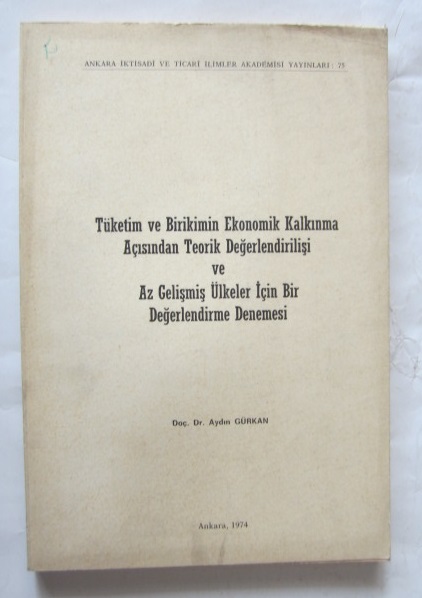 ANKARA İKTİSADİ VE TİCARİ İLİMLER AKADEMİSİ YAYINLARI : 75
Tüketim ve Birikimin Ekonomik Kalkınma
Açısından Teorik Değerlendirilişi
ve
Az Gelişmiş Ülkeler İçin Bir
Değerlendirme Denemesi
Doç. Dr. Aydın GÜRKAN
Ankara, 1974